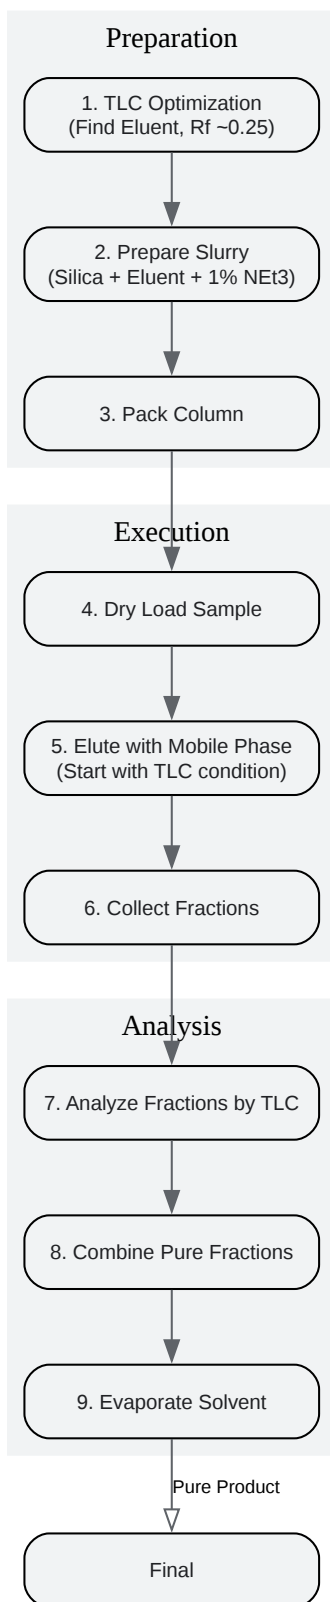 Preparation
1. TLC Optimization
(Find Eluent, Rf ~0.25)
2. Prepare Slurry
(Silica + Eluent + 1% NEt3)
3. Pack Column
Execution
4. Dry Load Sample
5. Elute with Mobile Phase
(Start with TLC condition)
6. Collect Fractions
Analysis
7. Analyze Fractions by TLC
8. Combine Pure Fractions
9. Evaporate Solvent
Pure Product
Final